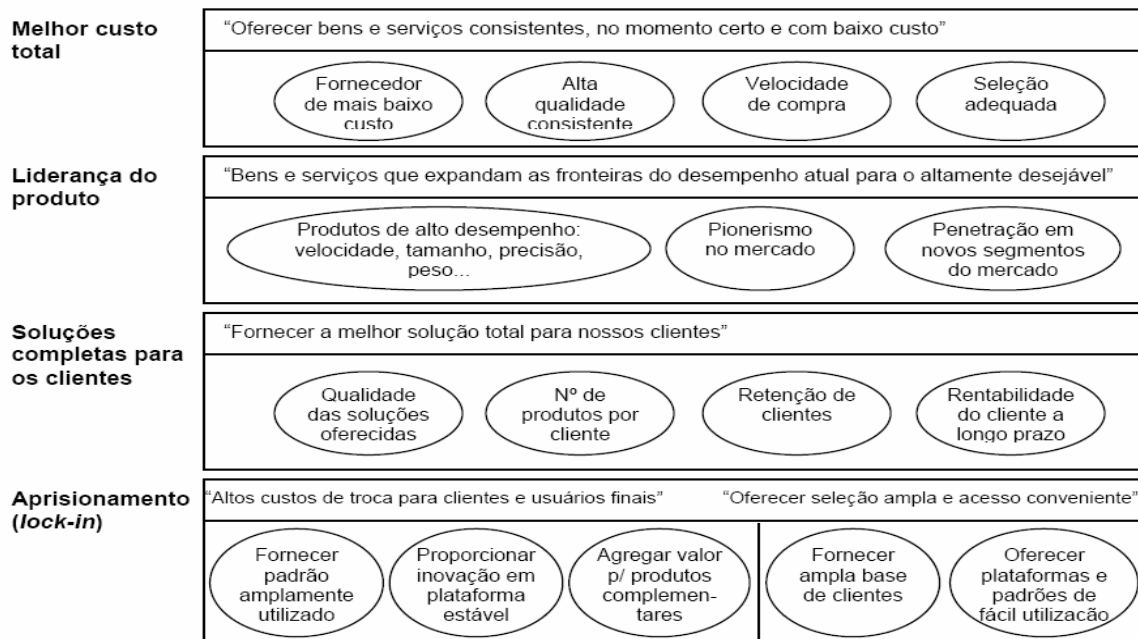 Melhor custo
total
“Oferecer bens e serviços consistentes, no momento certo e com baixo custo”
Fornecedor
de mais baixo
custo
Alta
qualidade
consistente
Velocidade
de compra
Seleção
adequada
Liderança do
produto
“Bens e serviços que expandam as fronteiras do desempenho atual para o altamente desejável”
Produtos de alto desempenho:
velocidade, tamanho, precisão,
peso...
Pionerismo
no mercado
Penetração em
novos segmentos
do mercado
Soluções
completas para
os clientes
“Fornecer a melhor solução total para nossos clientes”
Qualidade
das soluções
oferecidas
Nº de
produtos por
cliente
Retenção de
clientes
Rentabilidade
do cliente a
longo prazo
Aprisionamento
(lock-in)
“Altos custos de troca para clientes e usuários finais”
“Oferecer seleção ampla e acesso conveniente”
Fornecer
padrão
amplamente
utilizado
Proporcionar
inovação em
plataforma
estável
Agregar valor
p/ produtos
complemen-
tares
Fornecer
ampla base
de clientes
Oferecer
plataformas e
padrões de
fácil utilização